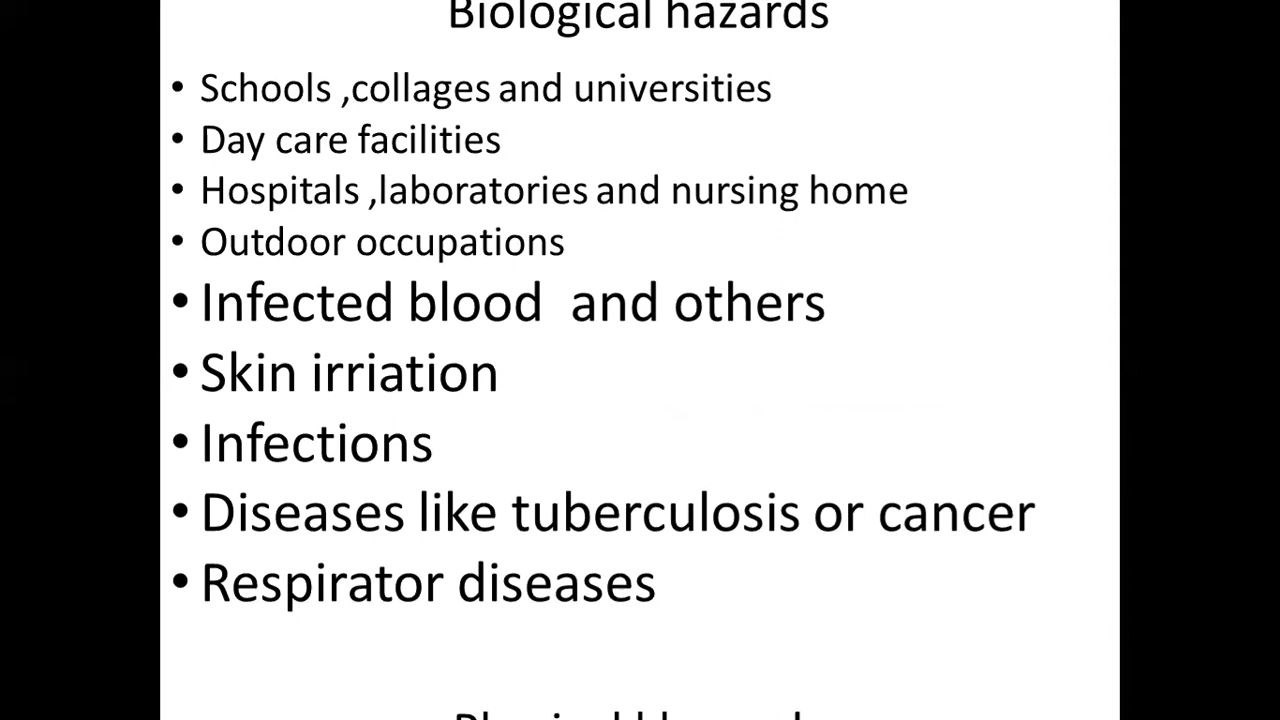 Biological hazards
• Schools ,collages and universities
• Day care facilities
• Hospitals ,laboratories and nursing home
• Outdoor occupations
• Infected blood  and others
• Skin irriation
• Infections
• Diseases like tuberculosis or cancer
• Respirator diseases